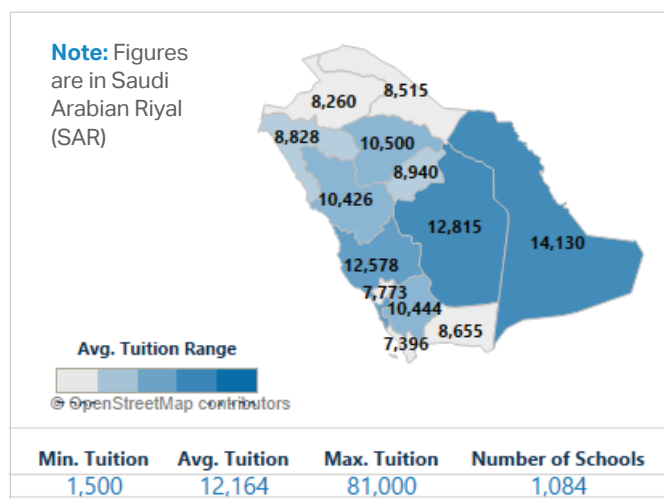 Note: Figures
are in Saudi
Arabian Riyal
(SAR)
8,515
8,260
8,828
10,500
8,940
10,426
12,815
14,130
12,578
7,773
10,444
8,655
7,396
Avg. Tuition Range
© OpenStreetMap contributors
Min. Tuition Avg. Tuition Max. Tuition Number of Schools
1,500 12,164 81,000 1,084